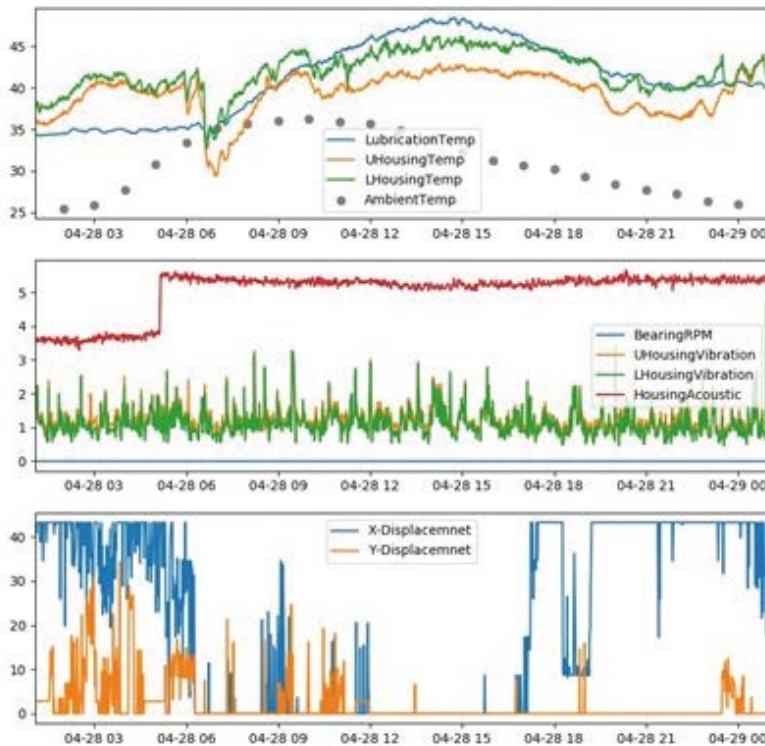 45
40
35
30
25
LubricationTemp
UHousingTemp
LHousingTemp
AmbientTemp
04-28 03 04-28 06 04-28 09 04-28 12 04-28 15 04-28 18 04-28 21 04-29 00
5
4
3
2
1
0
BearingRPM
UHousingVibration
LHousingVibration
HousingAcoustic
04-28 03 04-28 06 04-28 09 04-28 12 04-28 15 04-28 18 04-28 21 04-29 00
40
30
20
10
0
X-Displacemnet
Y-Displacemnet
04-28 03 04-28 06 04-28 09 04-28 12 04-28 15 04-28 18 04-28 21 04-29 00